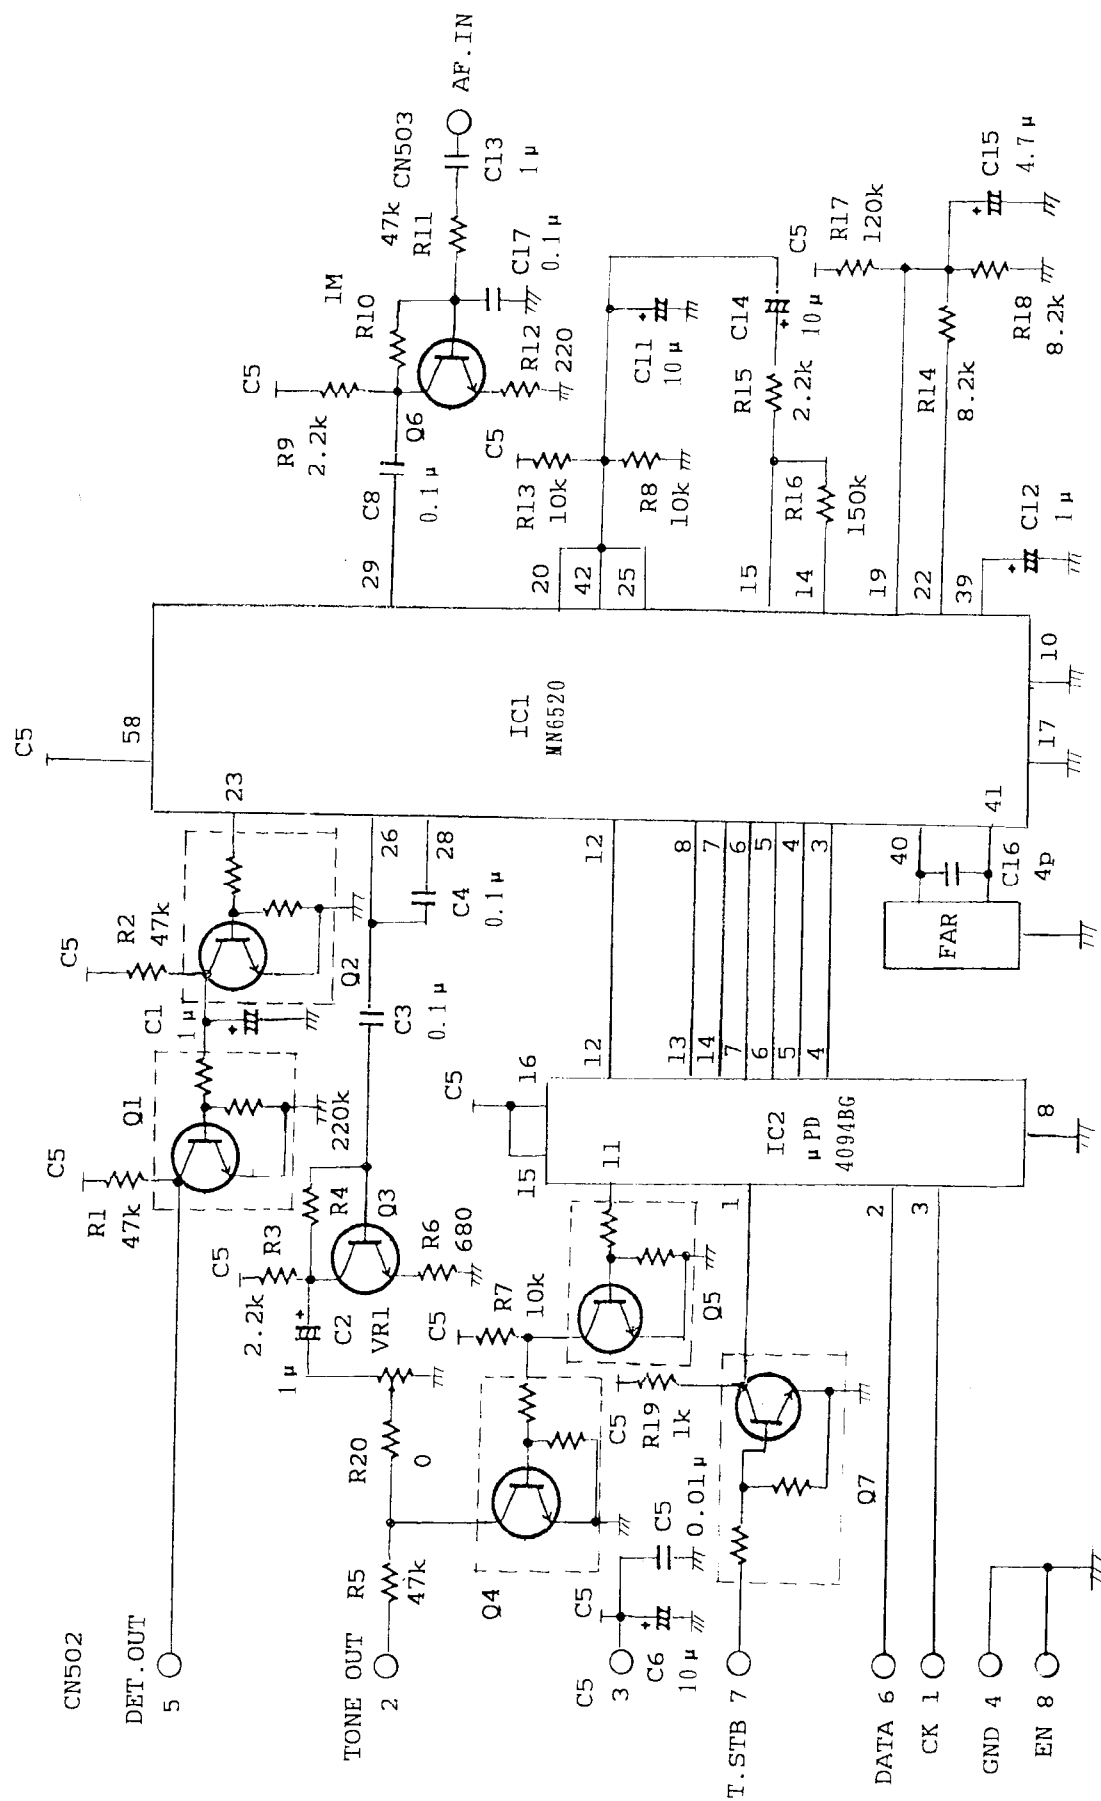 CN502
DET.OUT
5
TONE OUT
2
C5
3
T.STB 7
DATA 6
CK 1
GND 4
EN 8
C5
R1
47k
Q1
C1
1μ
C5
R2
47k
Q2
23
C5
58
C5
R3
2.2k
R4
220k
Q3
R6
680
C2
1μ
VR1
R20
0
R5
47k
C3
0.1μ
C4
0.1μ
26
28
Q4
C5
R7
10k
Q5
C5
C6
10μ
C5
0.01μ
C5
R19
1k
Q7
C5
16
15
11
12
13
14
7
6
5
4
1
2
3
8
IC2
μPD
4094BG
12
8
7
6
5
4
3
40
41
FAR
C16
4p
IC1
MN6520
17
10
29
20
42
25
15
14
19
22
39
C5
R9
2.2k
C8
0.1μ
Q6
R10
1M
R11
47k
CN503
AF.IN
C13
1μ
C17
0.1μ
R12
220
C5
R13
10k
R8
10k
C11
10μ
C14
10μ
R15
2.2k
R16
150k
C5
R17
120k
C15
4.7μ
R18
8.2k
R14
8.2k
C12
1μ